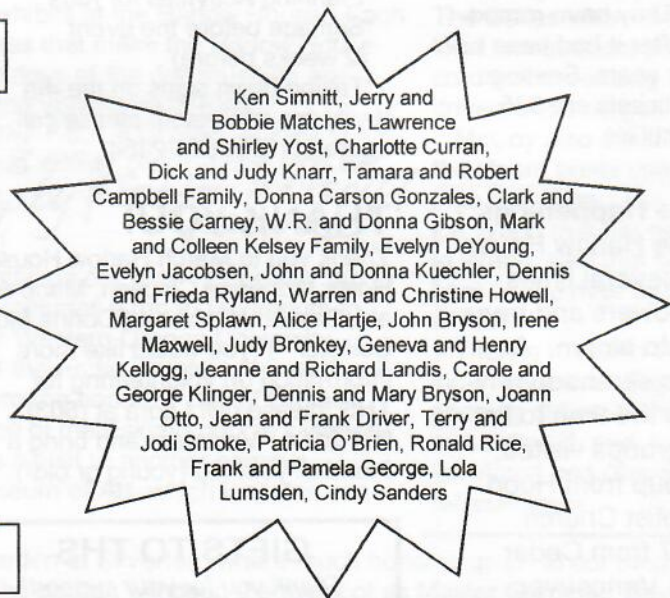 Ken Simnitt, Jerry and
Bobbie Matches, Lawrence
and Shirley Yost, Charlotte Curran,
Dick and Judy Knarr, Tamara and Robert
Campbell Family, Donna Carson Gonzales, Clark and
Bessie Canney, W.R. and Donna Gibson, Mark
and Colleen Kelsey Family, Evelyn DeYoung,
Evelyn Jacobsen, John and Donna Kuechler, Dennis
and Frieda Ryland, Warren and Christine Howell,
Margaret Splawn, Alice Hartje, John Bryson, Irene
Maxwell, Judy Bronkey, Geneva and Henry
Kellogg, Jeanne and Richard Landis, Carole and
George Klinger, Dennis and Mary Bryson, Joann
Otto, Jean and Frank Driver, Terry and
Jodi Smoke, Patricia O'Brien, Ronald Rice,
Frank and Pamela George, Lola
Lumsden, Cindy Sanders